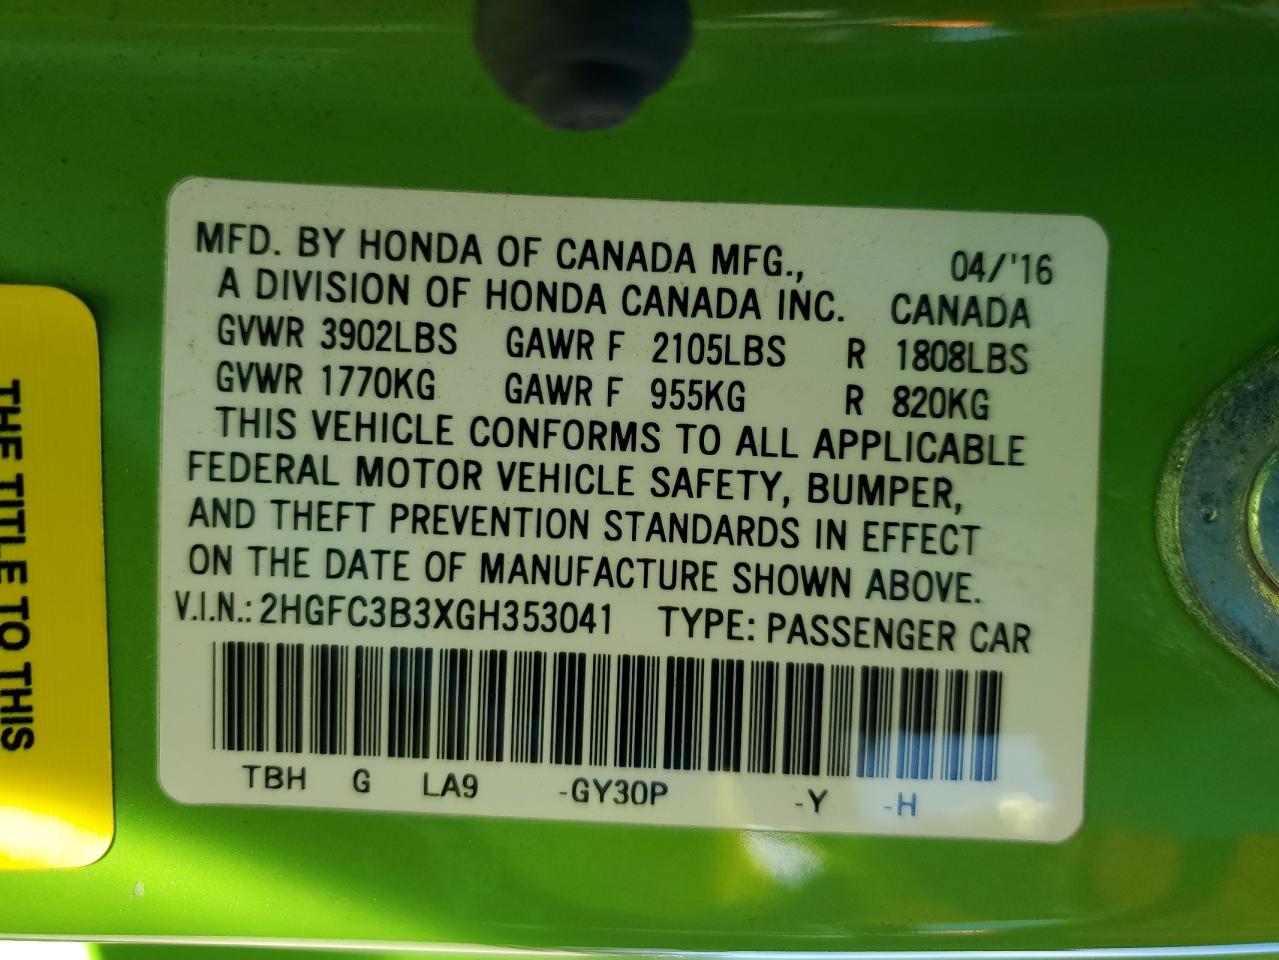 MFD. BY HONDA OF CANADA MFG., 04/'16
A DIVISION OF HONDA CANADA INC. CANADA
GVWR 3902LBS GAWR F 2105LBS R 1808LBS
GVWR 1770KG GAWR F 955KG R 820KG
THIS VEHICLE CONFORMS TO ALL APPLICABLE
FEDERAL MOTOR VEHICLE SAFETY, BUMPER,
AND THEFT PREVENTION STANDARDS IN EFFECT
ON THE DATE OF MANUFACTURE SHOWN ABOVE.
V.I.N.: 2HGFC3B3XGH353041 TYPE: PASSENGER CAR
TBH G LA9 -GY30P -Y -H
THE TITLE TO THIS